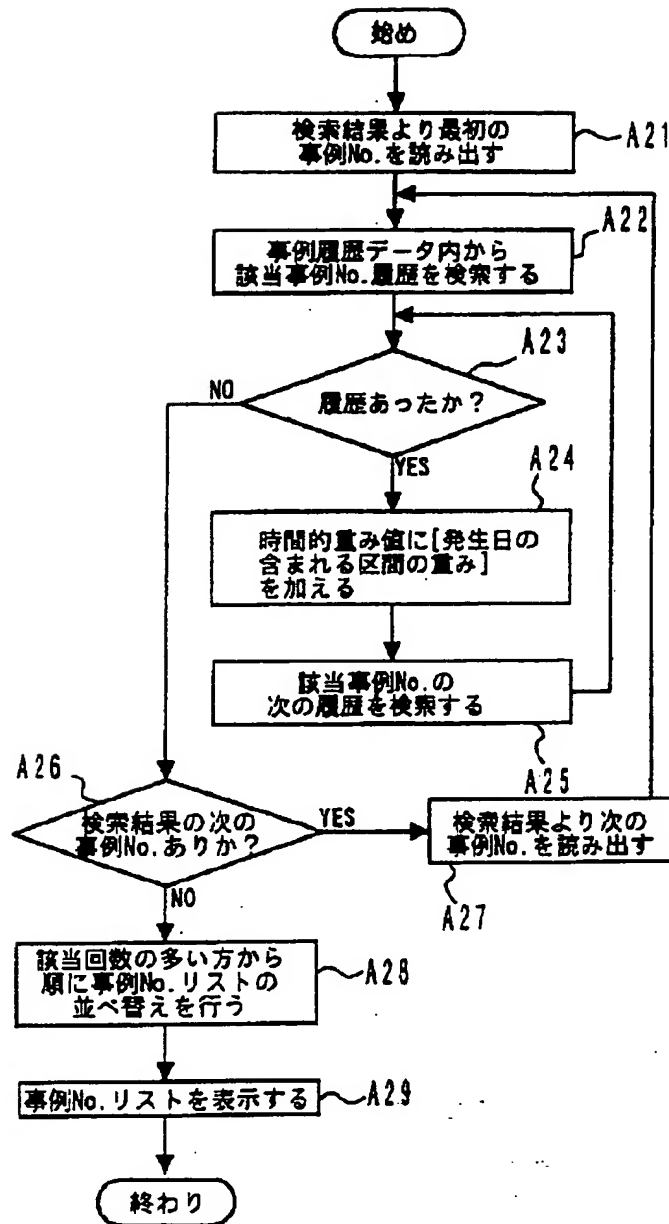 始め
検索結果より最初の
事例No.を読み出す
A21
事例履歴データ内から
該当事例No.履歴を検索する
A22
履歴あったか?
A23
NO
YES
時間的重み値に[発生日の
含まれる区間の重み]
を加える
A24
該当事例No.の
次の履歴を検索する
A25
検索結果の次の
事例No.ありか?
A26
YES
NO
検索結果より次の
事例No.を読み出す
A27
該当回数の多い方から
順に事例No.リストの
並べ替えを行う
A28
事例No.リストを表示する
A29
終わり